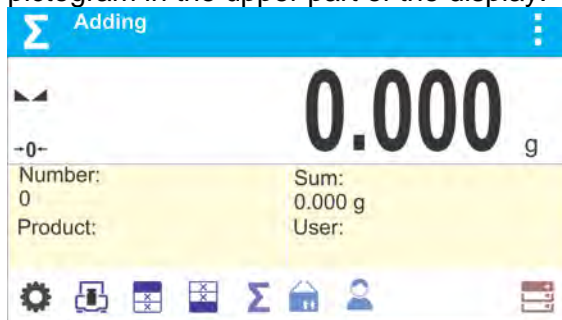 pictogram in the upper part of the display.
Σ Adding
0.000 g
→0←
Number: Sum:
0 0.000 g
Product: User:
Σ